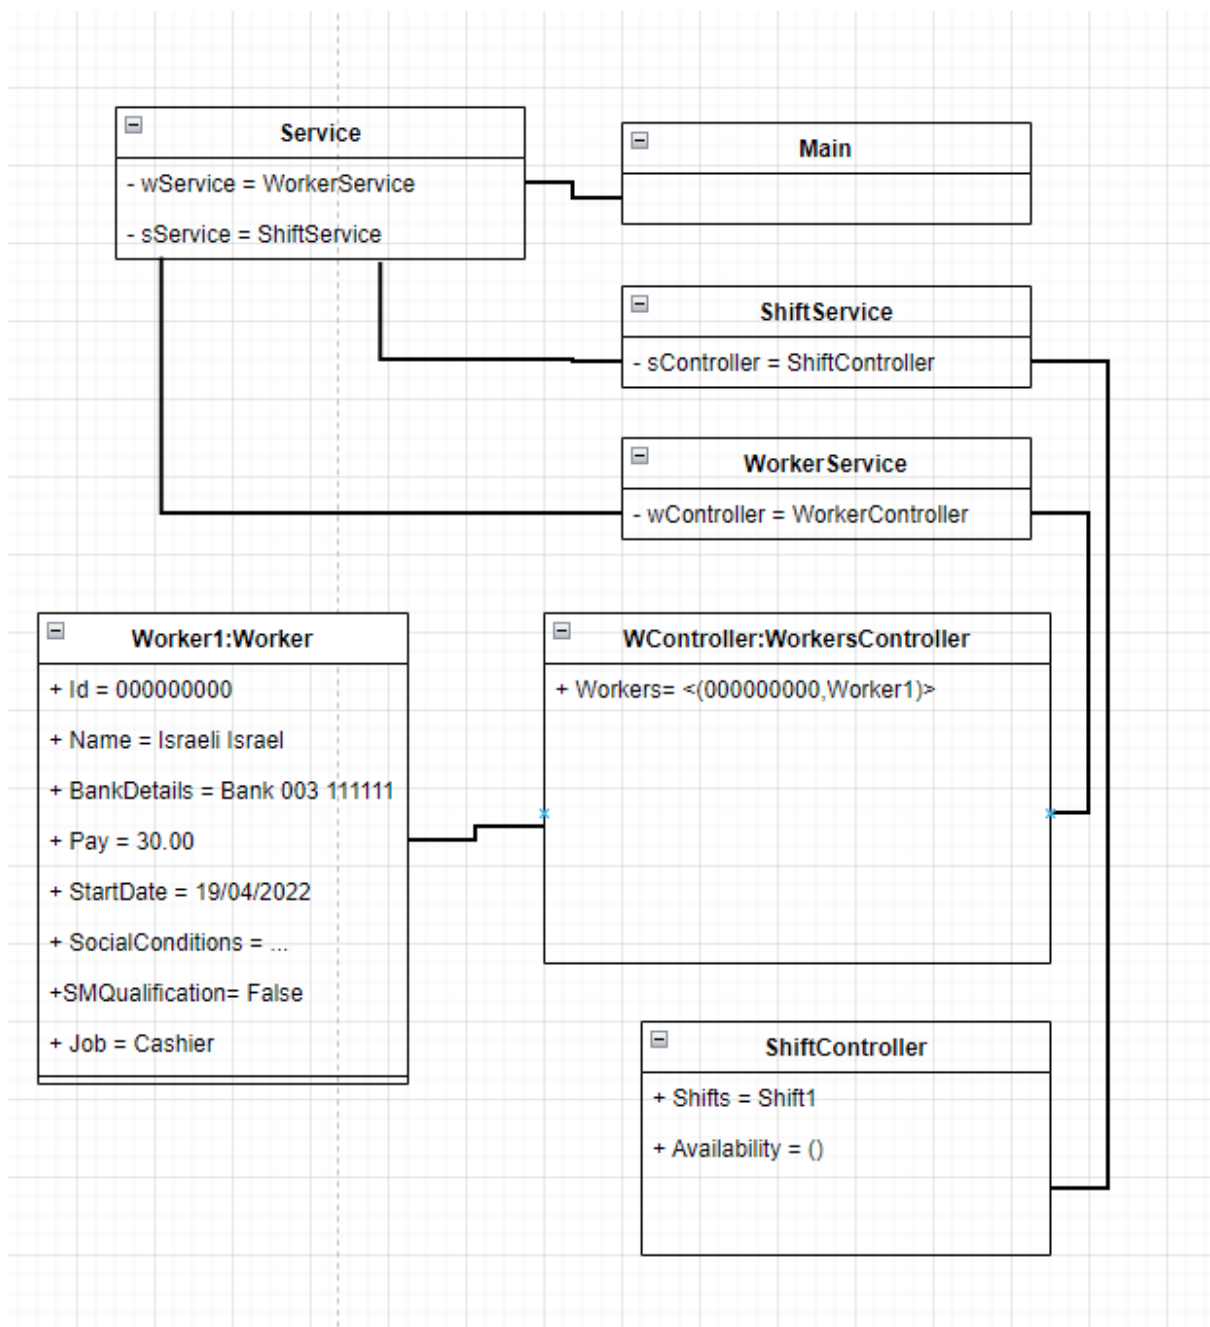 Service
- wService = WorkerService
- sService = ShiftService
Main
ShiftService
- sController = ShiftController
WorkerService
- wController = WorkerController
Worker1:Worker
+ Id = 000000000
+ Name = Israeli Israel
+ BankDetails = Bank 003 111111
+ Pay = 30.00
+ StartDate = 19/04/2022
+ SocialConditions = ...
+SMQualification= False
+ Job = Cashier
WController:WorkersController
+ Workers= <(000000000,Worker1)>
ShiftController
+ Shifts = Shift1
+ Availability = ()